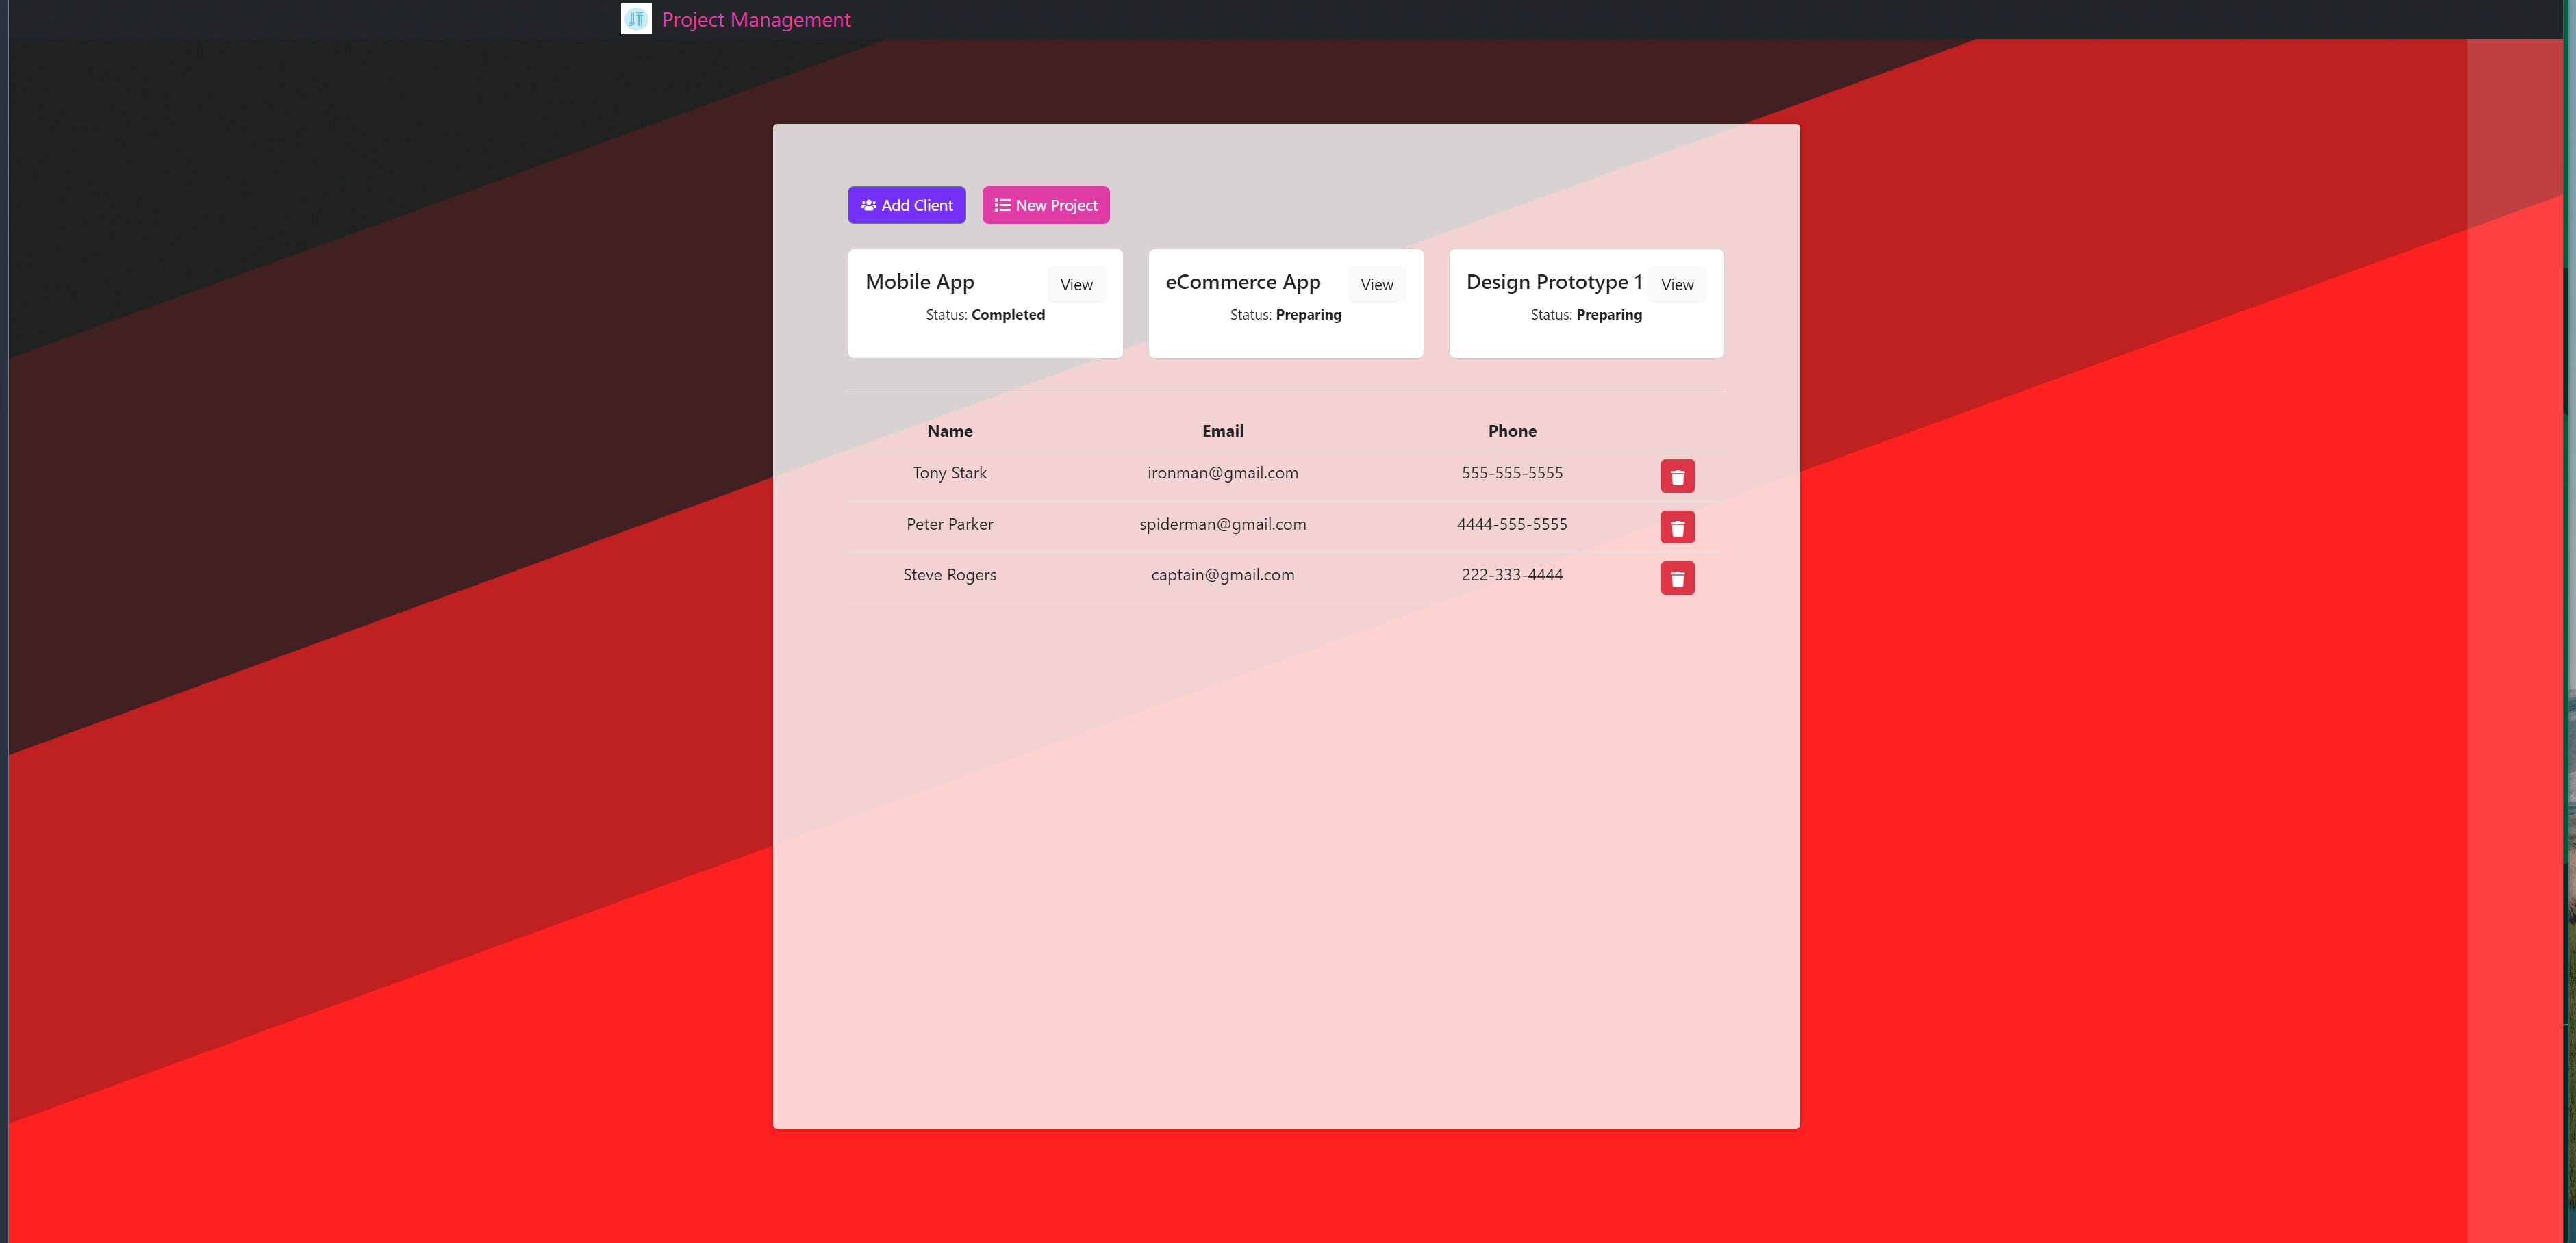 JT Project Management
Add Client New Project
Mobile App View
Status: Completed
eCommerce App View
Status: Preparing
Design Prototype 1 View
Status: Preparing
Name Email Phone
Tony Stark ironman@gmail.com 555-555-5555
Peter Parker spiderman@gmail.com 4444-555-5555
Steve Rogers captain@gmail.com 222-333-4444